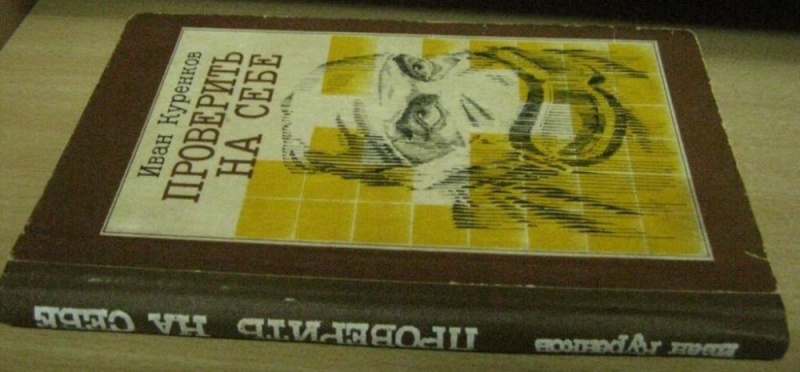 Иван Куренков
ПРОВЕРИТЬ
НА СЕБЕ
Иван Куренков ПРОВЕРИТЬ НА СЕБЕ